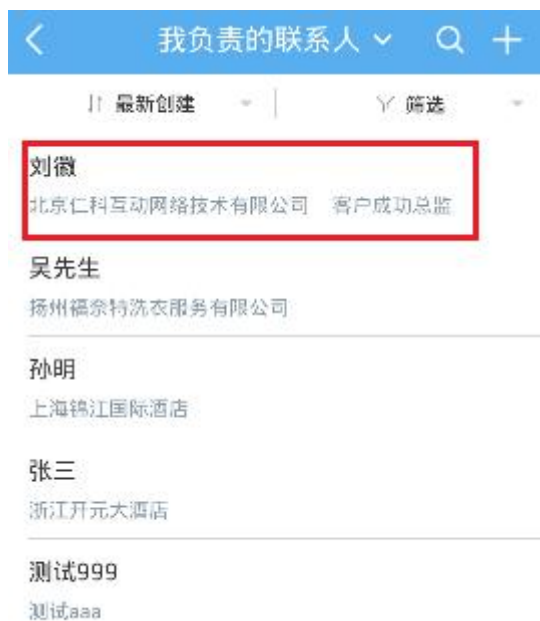 我负责的联系人
最新创建 筛选
刘徽
北京仁科互动网络技术有限公司 客户成功总监
吴先生
扬州福奈特洗衣服务有限公司
孙明
上海锦江国际酒店
张三
浙江开元大酒店
测试999
测试aaa